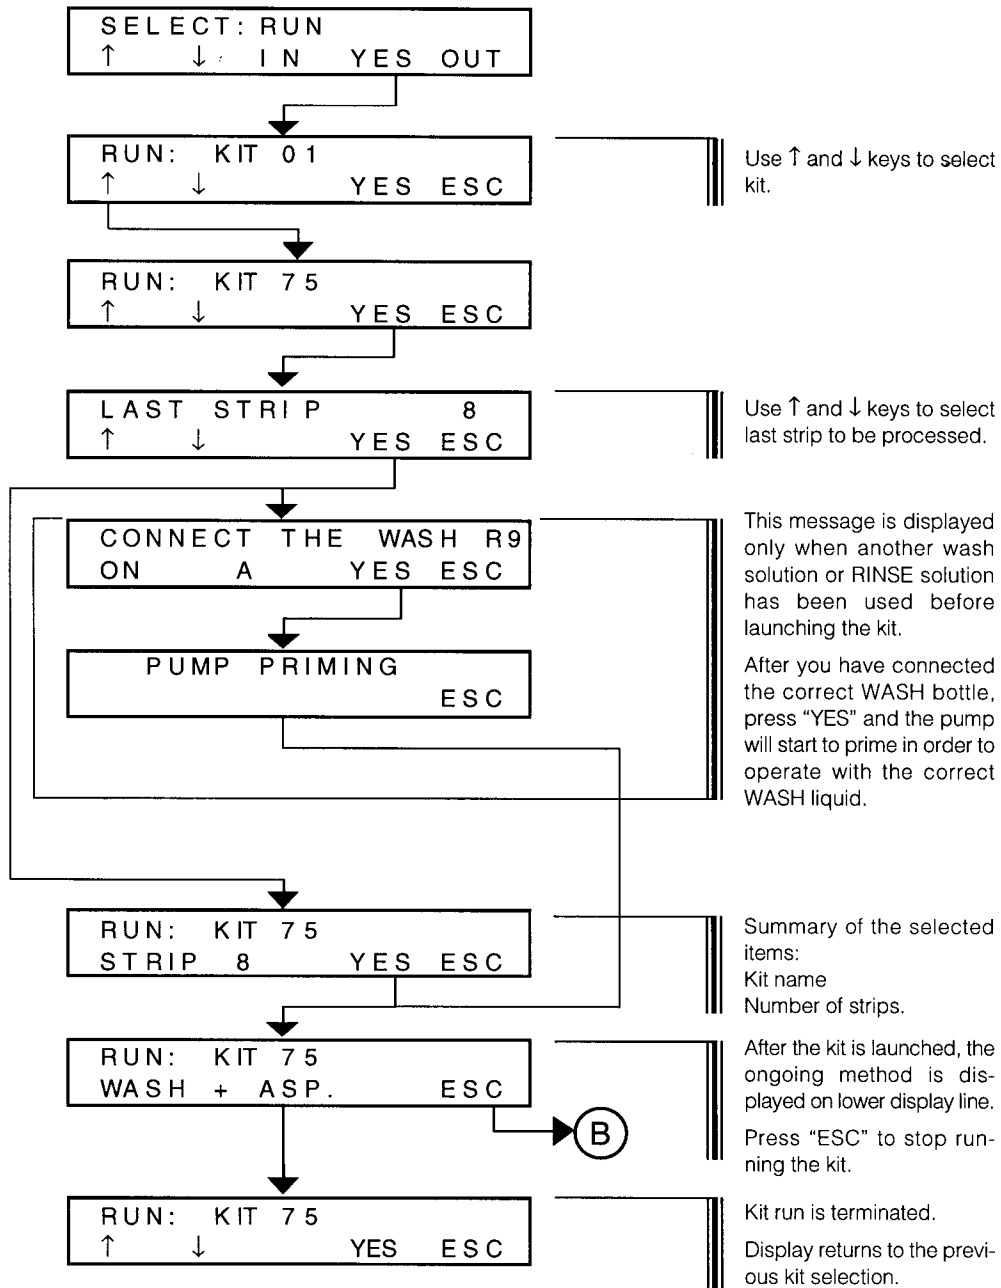 SELECT: RUN
↑ ↓ IN YES OUT
RUN: KIT 01
↑ ↓ YES ESC
Use ↑ and ↓ keys to select
kit.
RUN: KIT 75
↑ ↓ YES ESC
LAST STRIP 8
↑ ↓ YES ESC
Use ↑ and ↓ keys to select
last strip to be processed.
CONNECT THE WASH R9
ON A YES ESC
This message is displayed
only when another wash
solution or RINSE solution
has been used before
launching the kit.
PUMP PRIMING
ESC
After you have connected
the correct WASH bottle,
press “YES” and the pump
will start to prime in order to
operate with the correct
WASH liquid.
RUN: KIT 75
STRIP 8 YES ESC
Summary of the selected
items:
Kit name
Number of strips.
RUN: KIT 75
WASH + ASP. ESC
B
After the kit is launched, the
ongoing method is dis-
played on lower display line.
Press “ESC” to stop run-
ning the kit.
RUN: KIT 75
↑ ↓ YES ESC
Kit run is terminated.
Display returns to the previ-
ous kit selection.